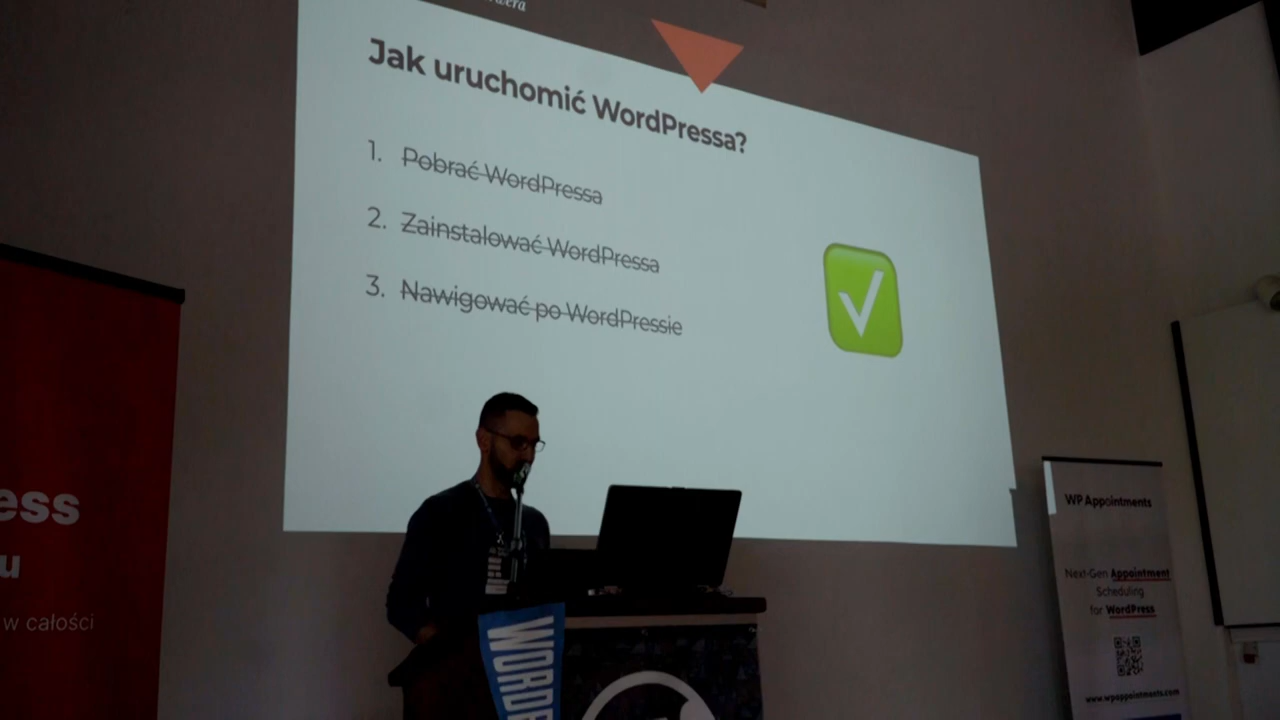 Jak uruchomić WordPressa?
1. Pobrać WordPressa
2. Zainstalować WordPressa
3. Nawigować po WordPressie
ess
u
w całości
WORDP
WP Appointments
Next-Gen Appointment
Scheduling
for WordPress
www.wpappointments.com